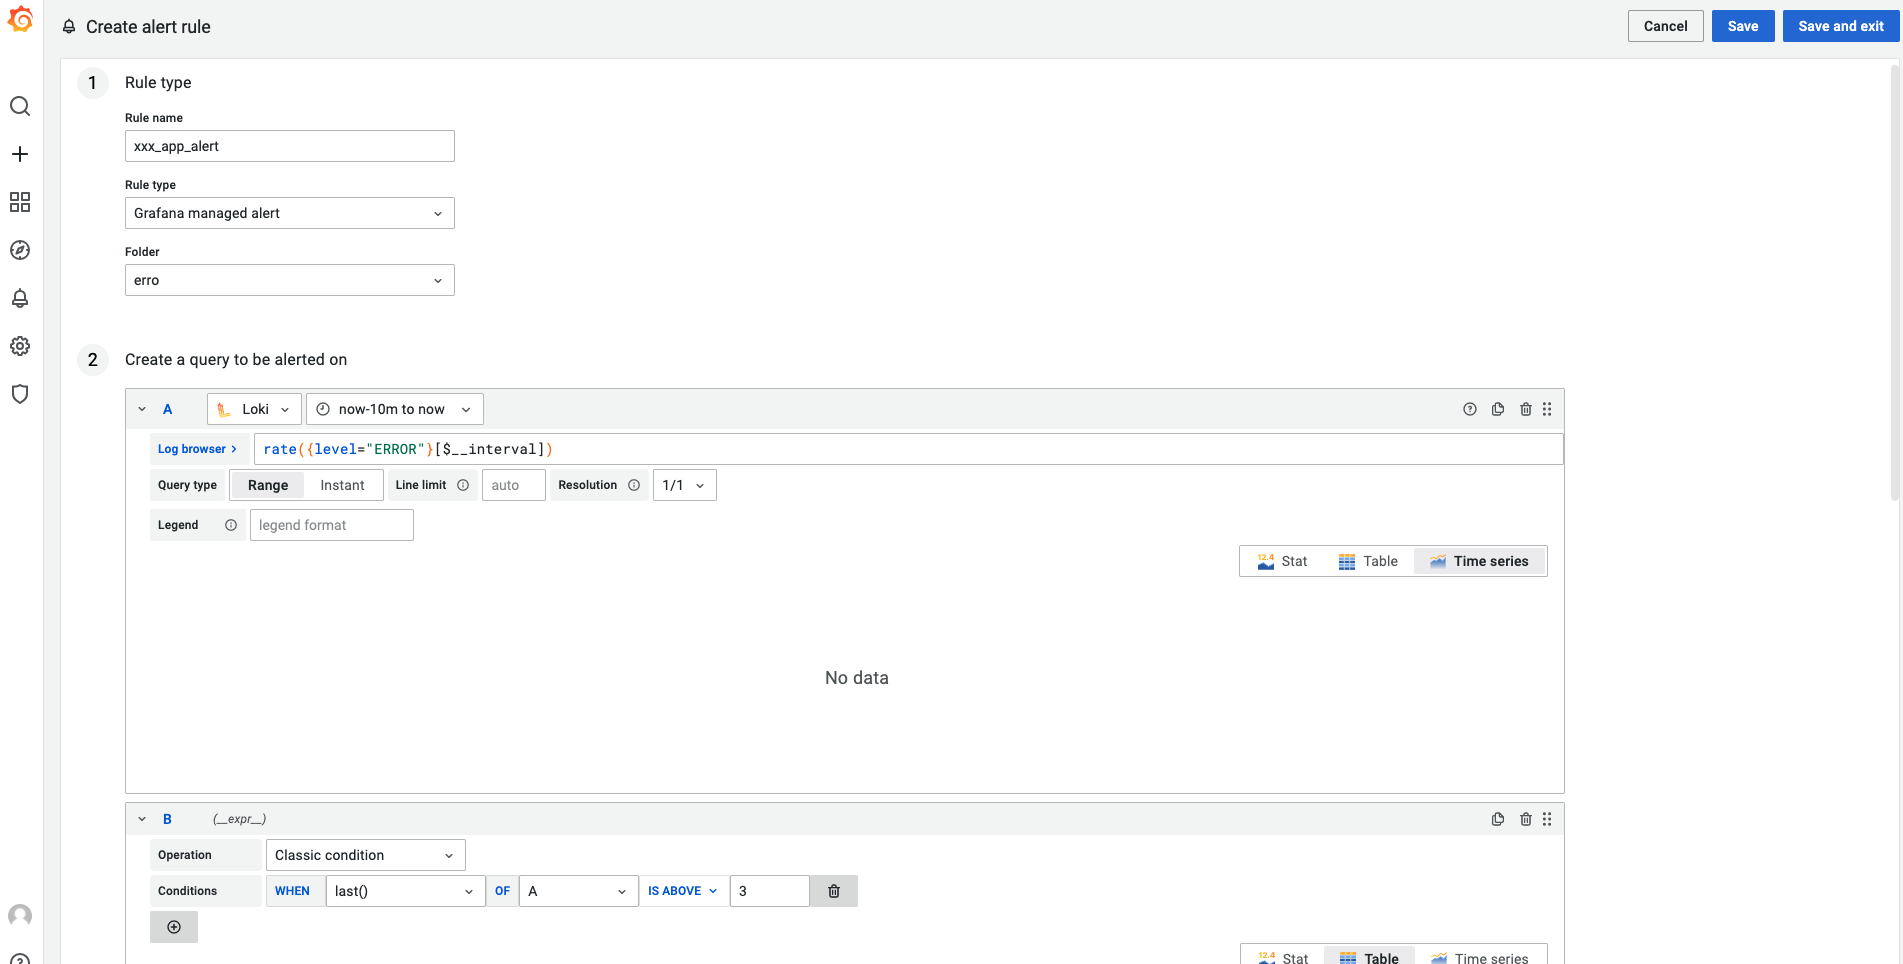 Create alert rule
Cancel
Save
Save and exit
1 Rule type
Rule name
xxx_app_alert
Rule type
Grafana managed alert
Folder
erro
2 Create a query to be alerted on
A Loki now-10m to now
Log browser > rate({level="ERROR"}[$__interval])
Query type Range Instant Line limit auto Resolution 1/1
Legend legend format
12.4 Stat Table Time series
No data
B (__expr__)
Operation Classic condition
Conditions WHEN last() OF A IS ABOVE 3
12.4 Stat Table Time series